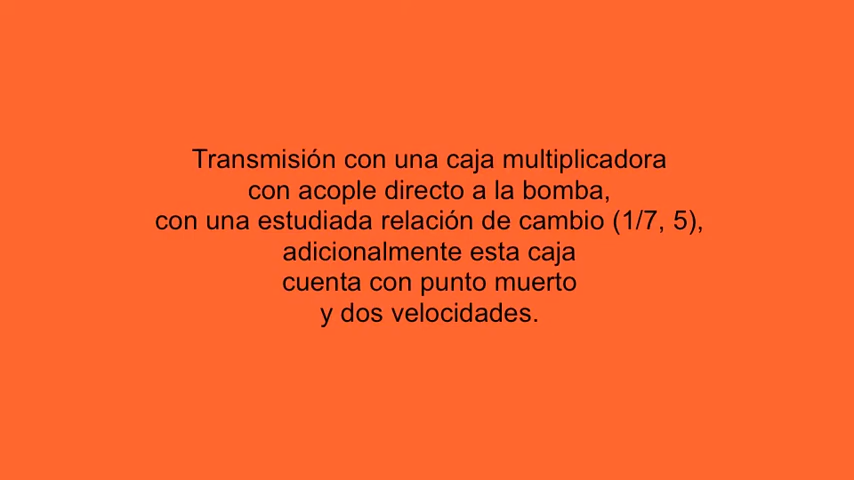 Transmisión con una caja multiplicadora
con acople directo a la bomba,
con una estudiada relación de cambio (1/7, 5),
adicionalmente esta caja
cuenta con punto muerto
y dos velocidades.